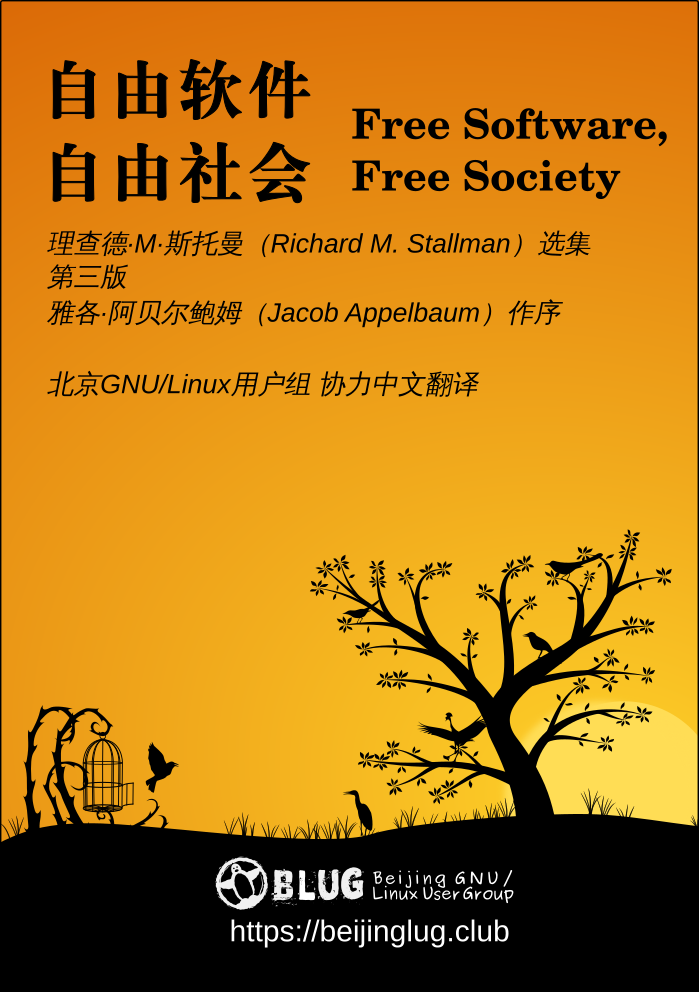 自由软件
自由社会
Free Software,
Free Society
理查德·M·斯托曼（Richard M. Stallman）选集
第三版
雅各·阿贝尔鲍姆（Jacob Appelbaum）作序
北京GNU/Linux用户组 协力中文翻译
BLUG
Beijing GNU/
Linux User Group
https://beijinglug.club